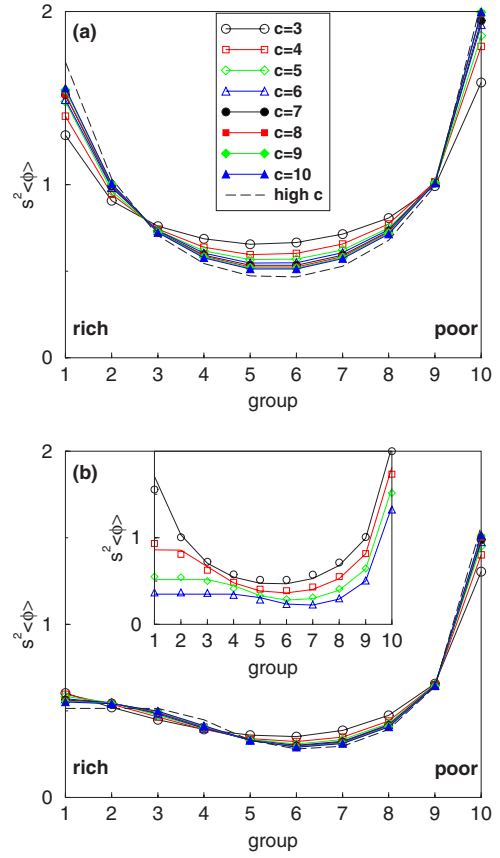 2
(a)
c=3
c=4
c=5
c=6
c=7
c=8
c=9
c=10
high c
1
s²<ϕ>
rich
poor
0
1 2 3 4 5 6 7 8 9 10
group
2
(b)
2
s²<ϕ>
1
0
1 2 3 4 5 6 7 8 9 10
group
1
s²<ϕ>
rich
poor
0
1 2 3 4 5 6 7 8 9 10
group